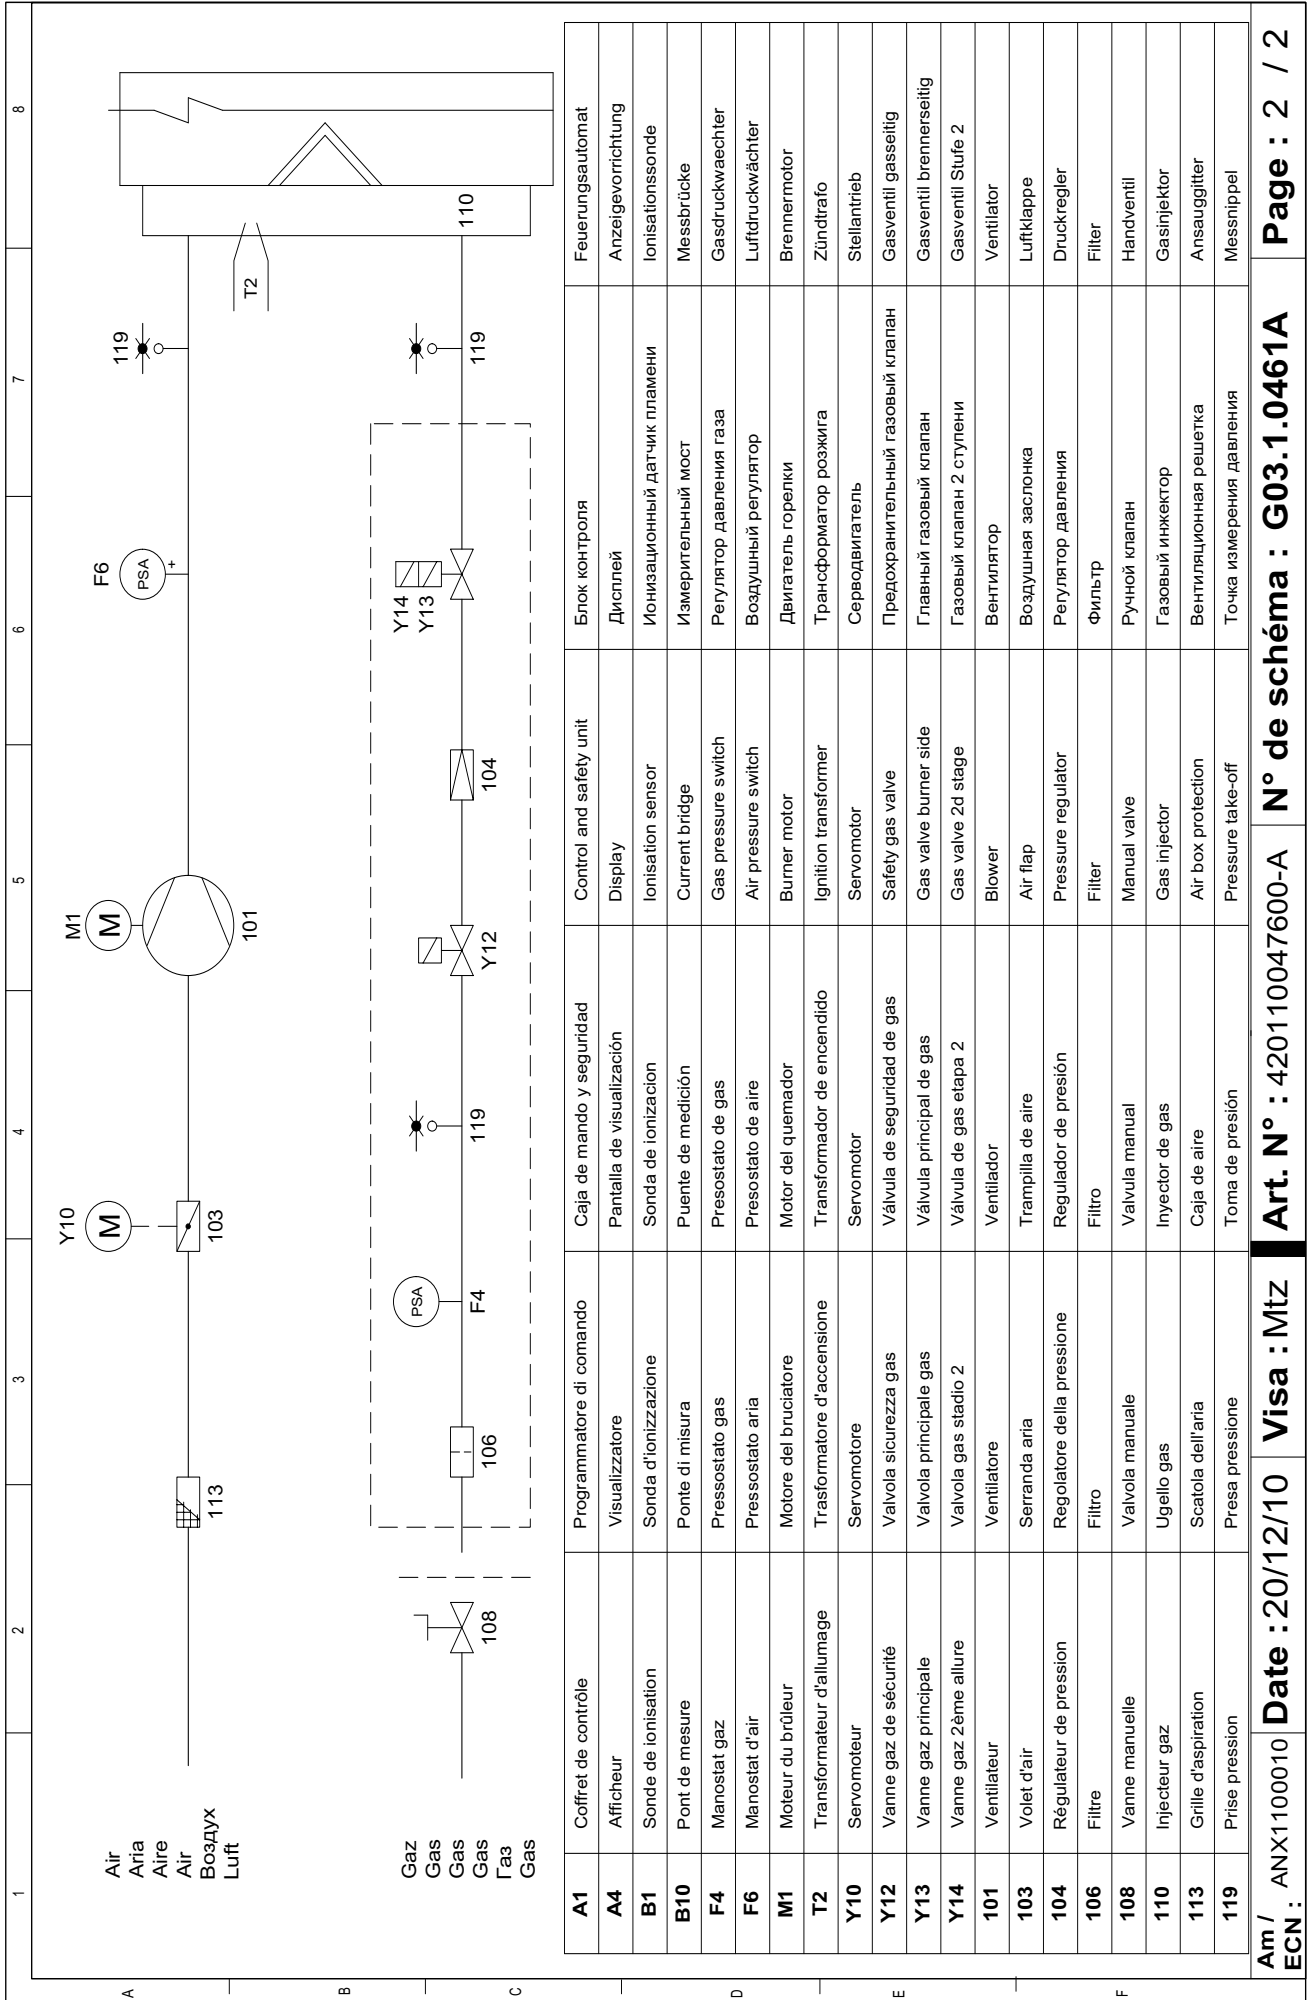 1 2 3 4 5 6 7 8
A
B
C
D
E
F
Air
Aria
Aire
Air
Воздух
Luft
113
Y10
M
103
M1
M
101
F6
PSA
+
119
T2
110
Gaz
Gas
Gas
Gas
Газ
Gas
108
106
PSA
F4
119
Y12
104
Y14
Y13
119
A1 Coffret de contrôle Programmatore di comando Caja de mando y seguridad Control and safety unit Блок контроля Feuerungsautomat
A4 Afficheur Visualizzatore Pantalla de visualización Display Дисплей Anzeigevorrichtung
B1 Sonde de ionisation Sonda d'ionizzazione Sonda de ionizacion Ionisation sensor Ионизационный датчик пламени Ionisationssonde
B10 Pont de mesure Ponte di misura Puente de medición Current bridge Измерительный мост Messbrücke
F4 Manostat gaz Pressostato gas Presostato de gas Gas pressure switch Регулятор давления газа Gasdruckwaechter
F6 Manostat d'air Pressostato aria Presostato de aire Air pressure switch Воздушный регулятор Luftdruckwächter
M1 Moteur du brûleur Motore del bruciatore Motor del quemador Burner motor Двигатель горелки Brennermotor
T2 Transformateur d'allumage Trasformatore d'accensione Transformador de encendido Ignition transformer Трансформатор розжига Zündtrafo
Y10 Servomoteur Servomotore Servomotor Servomotor Серводвигатель Stellantrieb
Y12 Vanne gaz de sécurité Valvola sicurezza gas Válvula de seguridad de gas Safety gas valve Предохранительный газовый клапан Gasventil gasseitig
Y13 Vanne gaz principale Valvola principale gas Válvula principal de gas Gas valve burner side Главный газовый клапан Gasventil brennerseitig
Y14 Vanne gaz 2ème allure Valvola gas stadio 2 Válvula de gas etapa 2 Gas valve 2d stage Газовый клапан 2 ступени Gasventil Stufe 2
101 Ventilateur Ventilatore Ventilador Blower Вентилятор Ventilator
103 Volet d'air Serranda aria Trampilla de aire Air flap Воздушная заслонка Luftklappe
104 Régulateur de pression Regolatore della pressione Regulador de presión Pressure regulator Регулятор давления Druckregler
106 Filtre Filtro Filtro Filter Фильтр Filter
108 Vanne manuelle Valvola manuale Valvula manual Manual valve Ручной клапан Handventil
110 Injecteur gaz Ugello gas Inyector de gas Gas injector Газовый инжектор Gasinjektor
113 Grille d'aspiration Scatola dell'aria Caja de aire Air box protection Вентиляционная решетка Ansauggitter
119 Prise pression Presa pressione Toma de presión Pressure take-off Точка измерения давления Messnippel
Am / ECN : ANX1100010 Date : 20/12/10 Visa : Mtz Art. N° : 420110047600-A N° de schéma : G03.1.0461A Page : 2 / 2